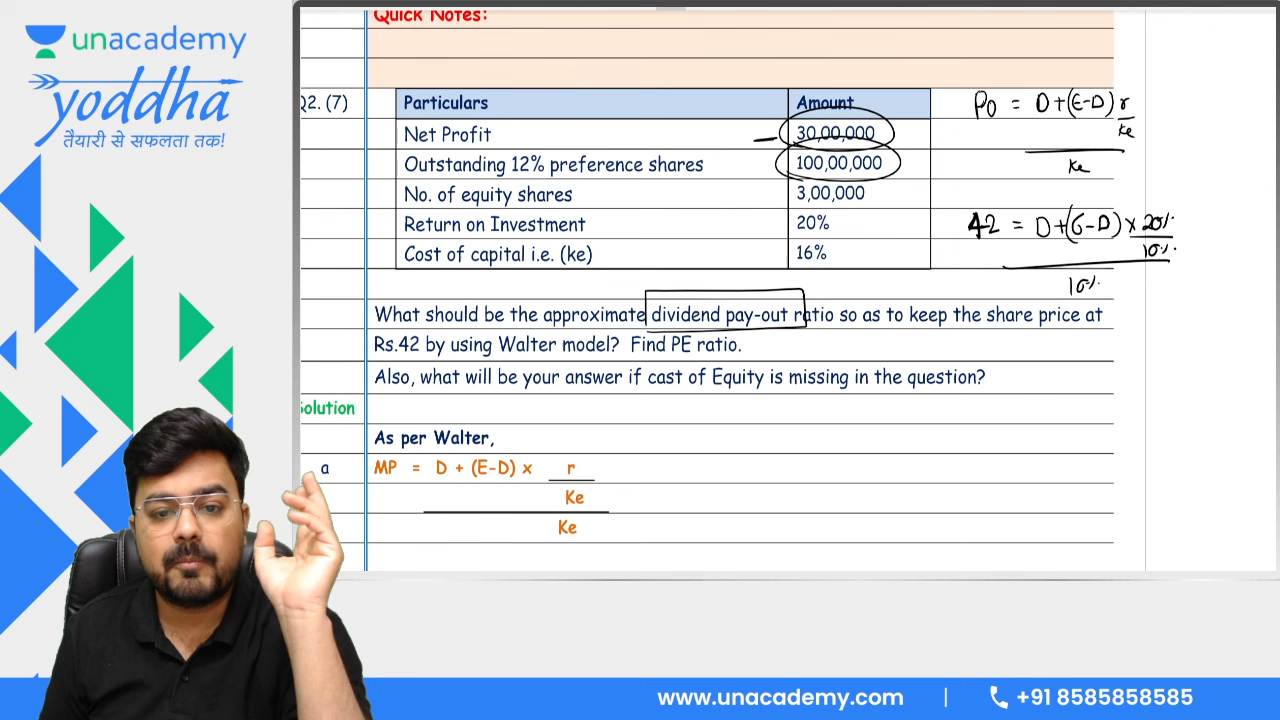 Quick Notes:
unacademy
yoddha
तैयारी से सफलता तक!
Q2. (7)
Particulars Amount
Net Profit 30,00,000
Outstanding 12% preference shares 100,00,000
No. of equity shares 3,00,000
Return on Investment 20%
Cost of capital i.e. (ke) 16%
P0 = D+(E-D) r
ke
ke
42 = D+(6-D) × 20%
10%
10%
What should be the approximate dividend pay-out ratio so as to keep the share price at
Rs.42 by using Walter model? Find PE ratio.
Also, what will be your answer if cast of Equity is missing in the question?
Solution
As per Walter,
a MP = D + (E-D) x r
Ke
Ke
www.unacademy.com | +91 8585858585